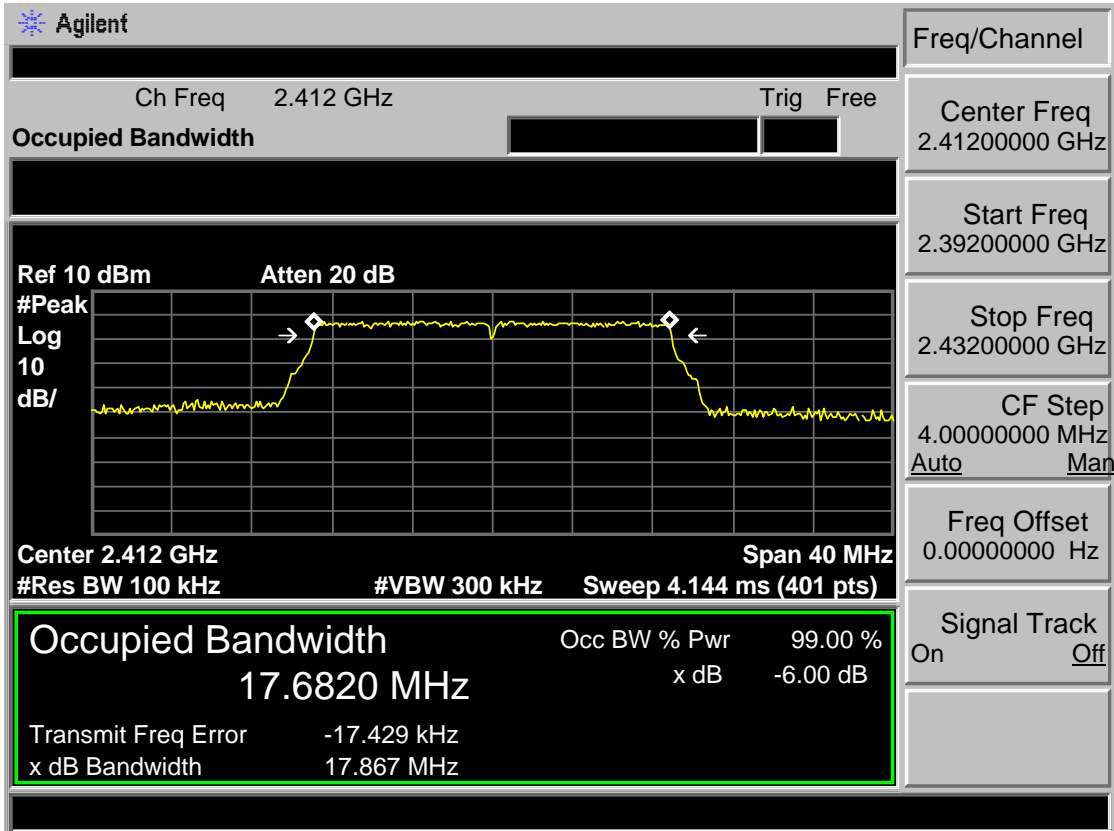 Agilent
Freq/Channel
Ch Freq 2.412 GHz Trig Free
Occupied Bandwidth
Center Freq
2.41200000 GHz
Start Freq
2.39200000 GHz
Stop Freq
2.43200000 GHz
CF Step
4.00000000 MHz
Auto Man
Freq Offset
0.00000000 Hz
Signal Track
On Off
Ref 10 dBm Atten 20 dB
#Peak
Log
10
dB/
Center 2.412 GHz Span 40 MHz
#Res BW 100 kHz #VBW 300 kHz Sweep 4.144 ms (401 pts)
Occupied Bandwidth
17.6820 MHz
Occ BW % Pwr 99.00 %
x dB -6.00 dB
Transmit Freq Error -17.429 kHz
x dB Bandwidth 17.867 MHz